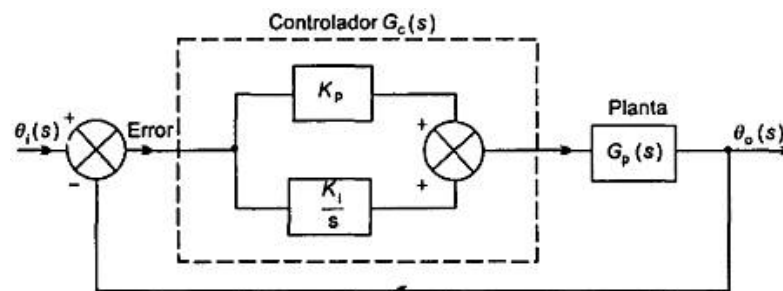 Controlador G_c(s)
K_p
Planta
θ_i(s)
+
Error
+
θ_o(s)
G_p(s)
−
+
K_i
s